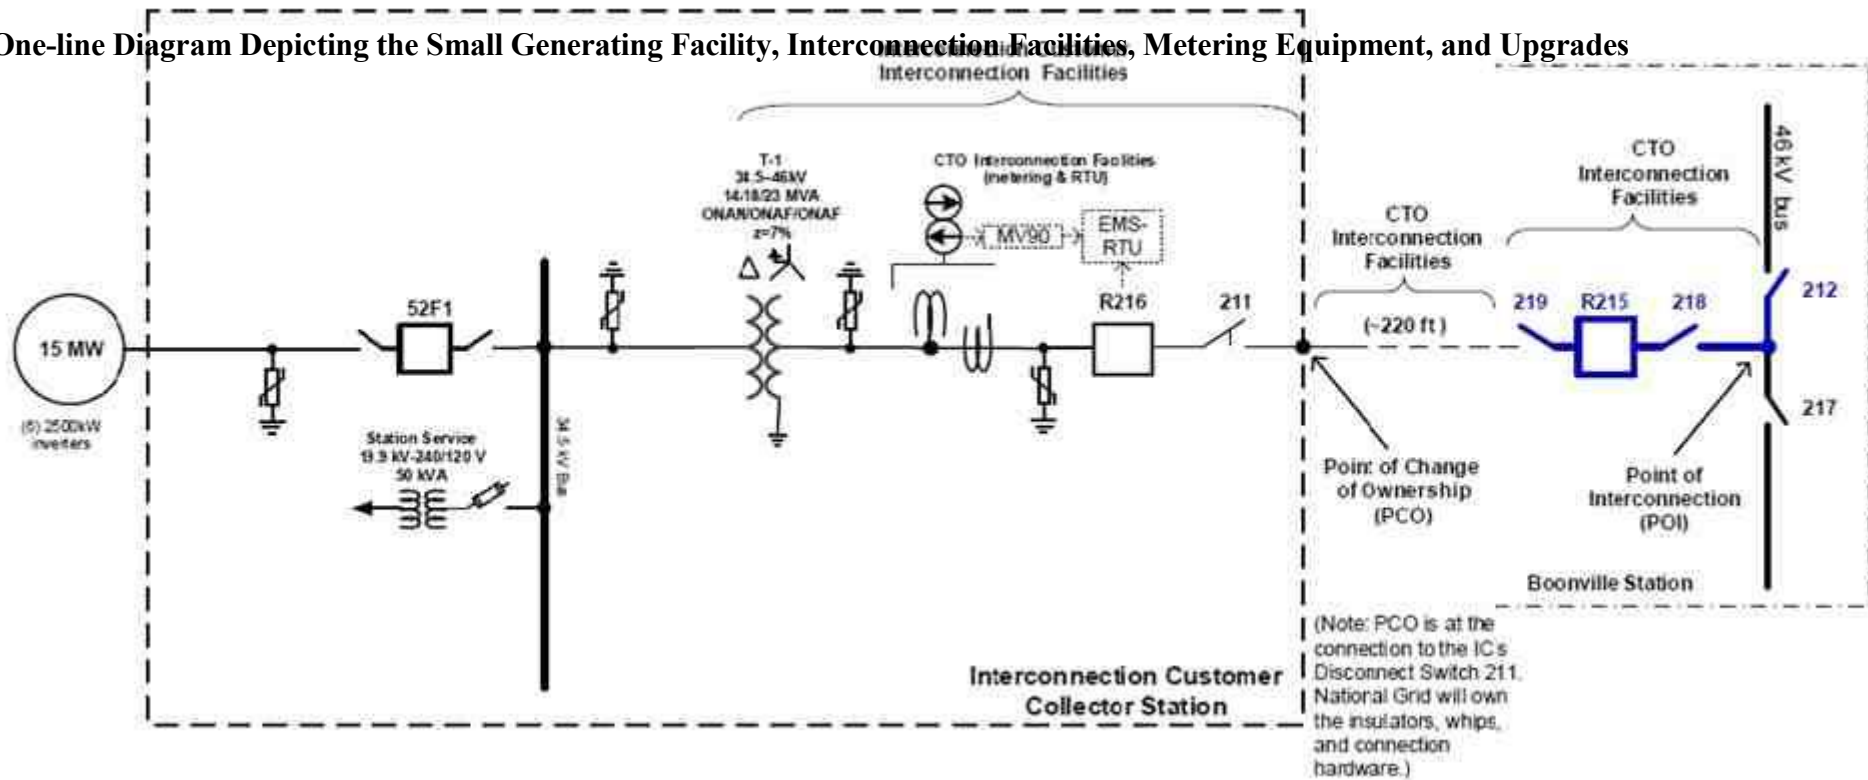 One-line Diagram Depicting the Small Generating Facility, Interconnection Facilities, Metering Equipment, and Upgrades
Interconnection Customer
Interconnection Facilities
T-1
34.5-46kV
14/18/23 MVA
ONAN/ONAF/ONAF
z=7%
CTO Interconnection Facilities
(metering & RTU)
MV90
EMS-
RTU
CTO
Interconnection
Facilities
CTO
Interconnection
Facilities
46 kV bus
15 MW
(6) 2500kW
inverters
52F1
R216
211
(~220 ft)
219
R215
218
212
217
34.5 kV Bus
Station Service
19.9 kV-240/120 V
50 kVA
Point of Change
of Ownership
(PCO)
Point of
Interconnection
(POI)
Boonville Station
Interconnection Customer
Collector Station
(Note: PCO is at the
connection to the ICs
Disconnect Switch 211.
National Grid will own
the insulators, whips,
and connection
hardware.)